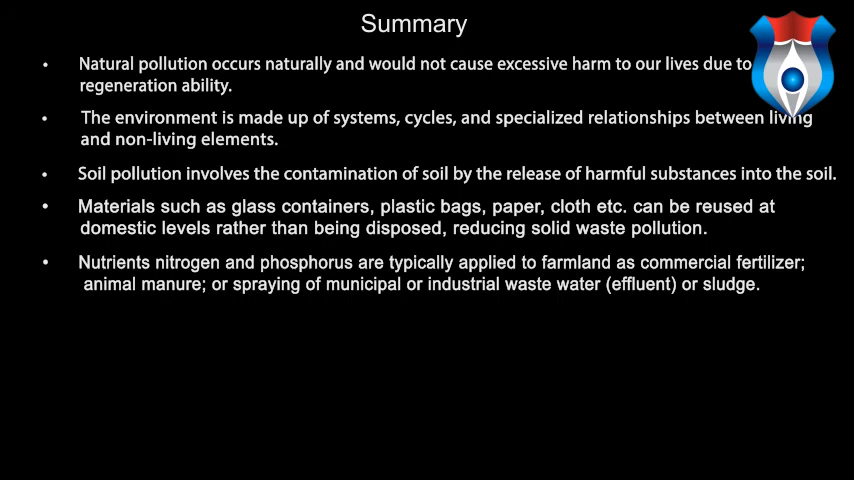 Summary
• Natural pollution occurs naturally and would not cause excessive harm to our lives due to
regeneration ability.
• The environment is made up of systems, cycles, and specialized relationships between living
and non-living elements.
• Soil pollution involves the contamination of soil by the release of harmful substances into the soil.
• Materials such as glass containers, plastic bags, paper, cloth etc. can be reused at
domestic levels rather than being disposed, reducing solid waste pollution.
• Nutrients nitrogen and phosphorus are typically applied to farmland as commercial fertilizer;
animal manure; or spraying of municipal or industrial waste water (effluent) or sludge.